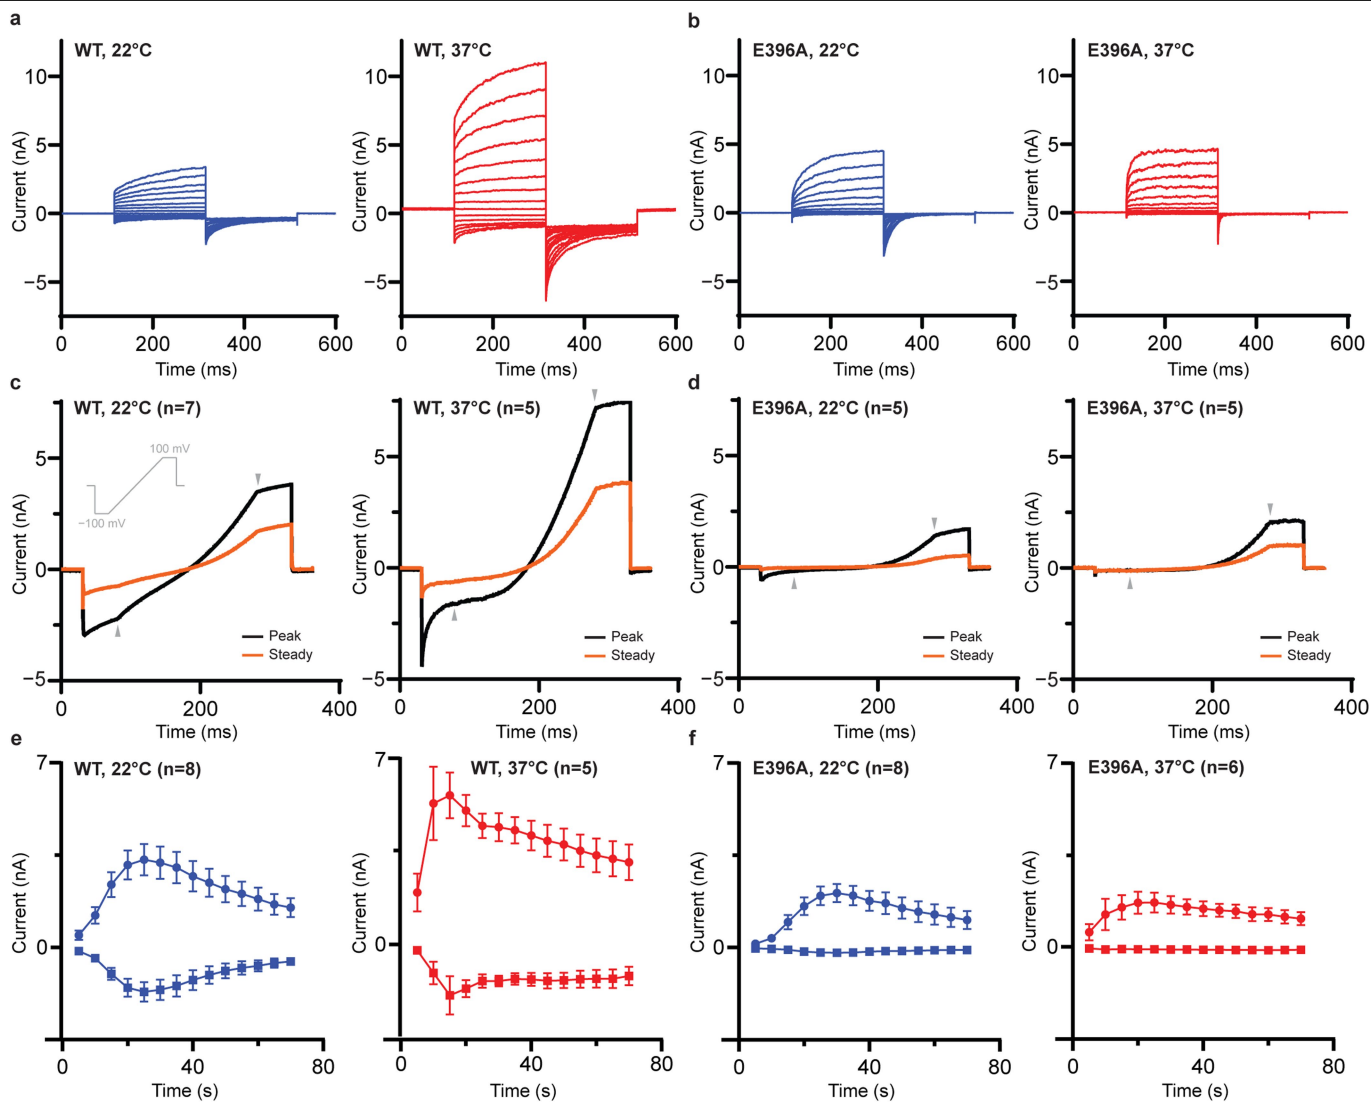 a
WT, 22°C
10
5
0
−5
Current (nA)
0 200 400 600
Time (ms)
WT, 37°C
10
5
0
−5
Current (nA)
0 200 400 600
Time (ms)
b
E396A, 22°C
10
5
0
−5
Current (nA)
0 200 400 600
Time (ms)
E396A, 37°C
10
5
0
−5
Current (nA)
0 200 400 600
Time (ms)
c
WT, 22°C (n=7)
100 mV
−100 mV
5
0
−5
Current (nA)
Peak
Steady
0 200 400
Time (ms)
WT, 37°C (n=5)
5
0
−5
Current (nA)
Peak
Steady
0 200 400
Time (ms)
d
E396A, 22°C (n=5)
5
0
−5
Current (nA)
Peak
Steady
0 200 400
Time (ms)
E396A, 37°C (n=5)
5
0
−5
Current (nA)
Peak
Steady
0 200 400
Time (ms)
e
WT, 22°C (n=8)
7
0
Current (nA)
0 40 80
Time (s)
WT, 37°C (n=5)
7
0
Current (nA)
0 40 80
Time (s)
f
E396A, 22°C (n=8)
7
0
Current (nA)
0 40 80
Time (s)
E396A, 37°C (n=6)
7
0
Current (nA)
0 40 80
Time (s)